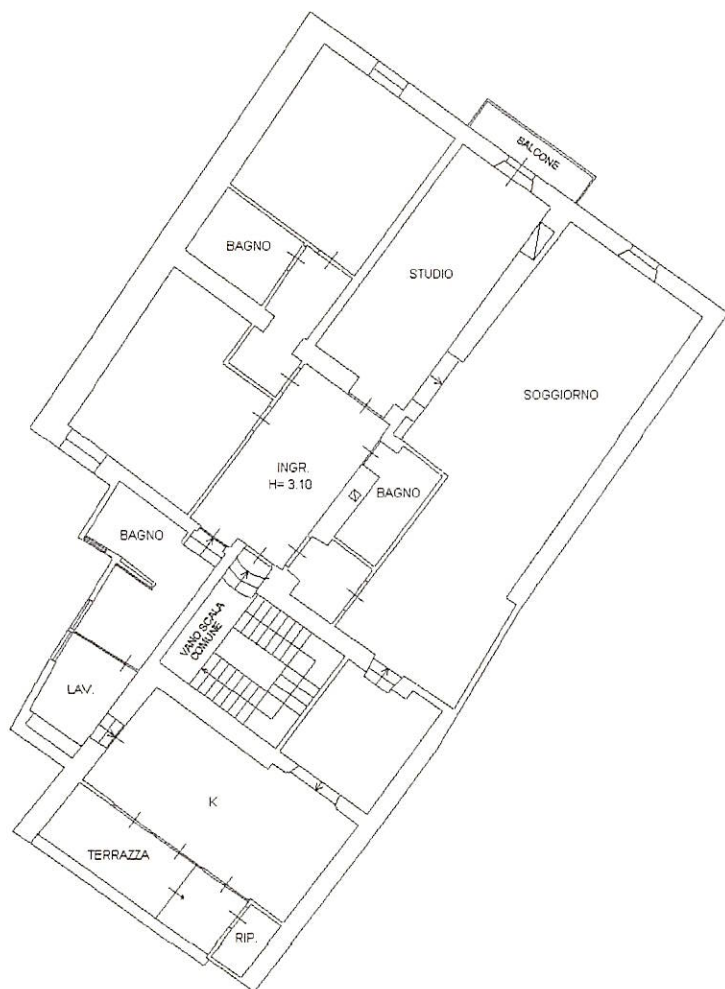 BALCONE
BAGNO
STUDIO
SOGGIORNO
INGR.
H= 3.10
BAGNO
BAGNO
VANO SCALA
COMUNE
LAV.
K
TERRAZZA
RIP.